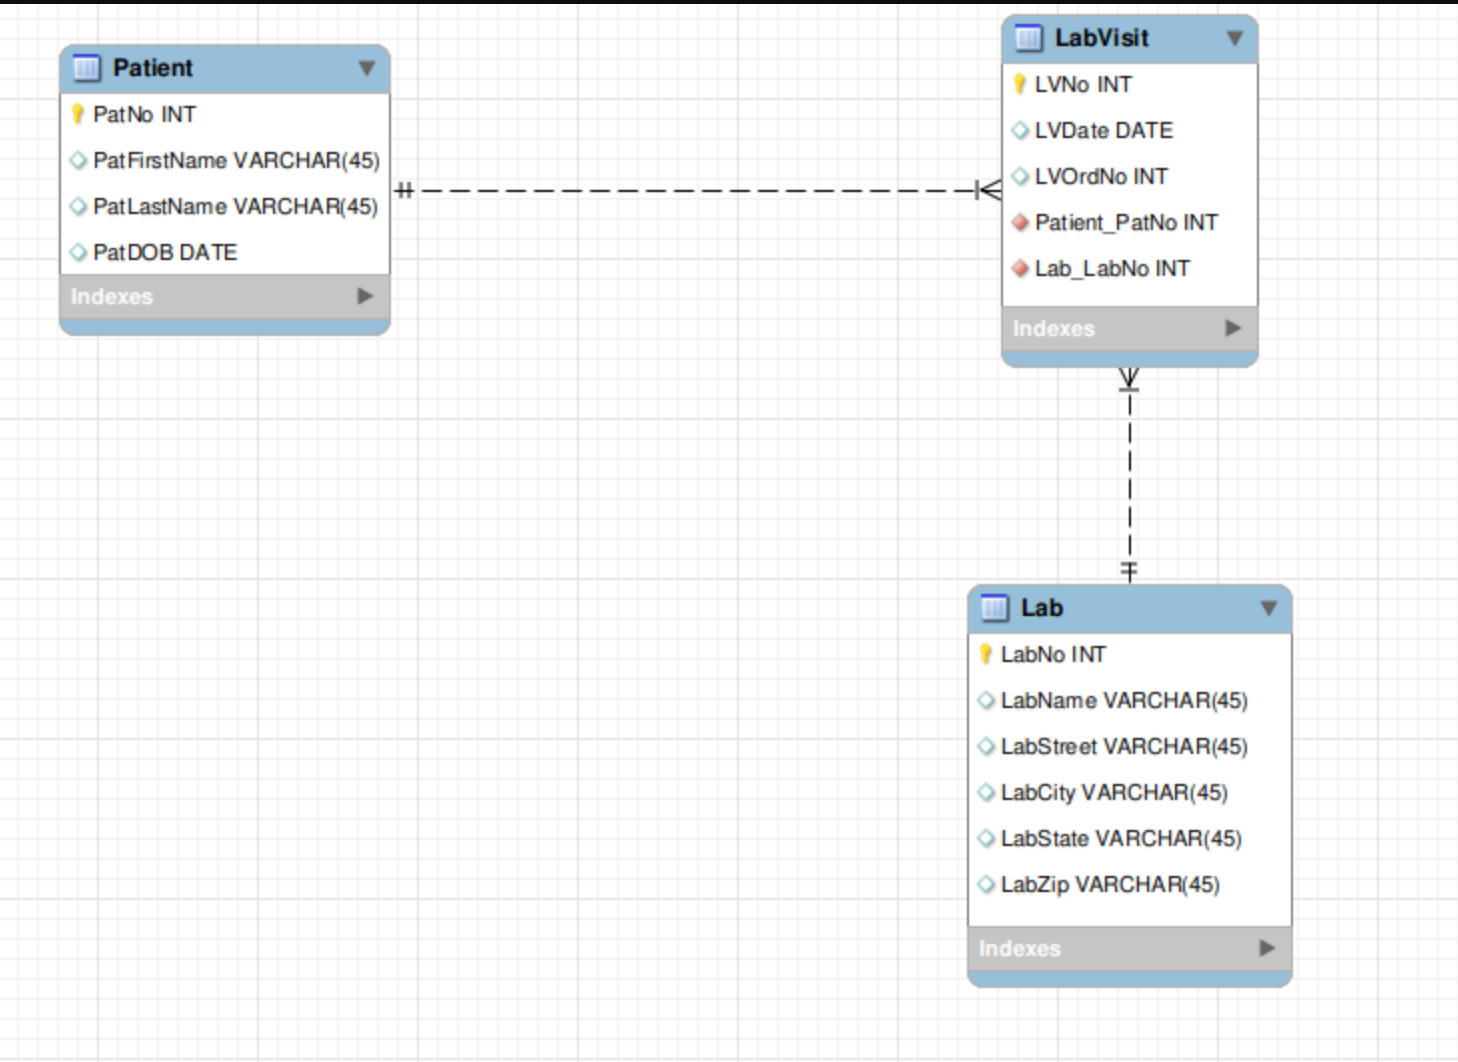 Patient
PatNo INT
PatFirstName VARCHAR(45)
PatLastName VARCHAR(45)
PatDOB DATE
Indexes
LabVisit
LVNo INT
LVDate DATE
LVOrdNo INT
Patient_PatNo INT
Lab_LabNo INT
Indexes
Lab
LabNo INT
LabName VARCHAR(45)
LabStreet VARCHAR(45)
LabCity VARCHAR(45)
LabState VARCHAR(45)
LabZip VARCHAR(45)
Indexes